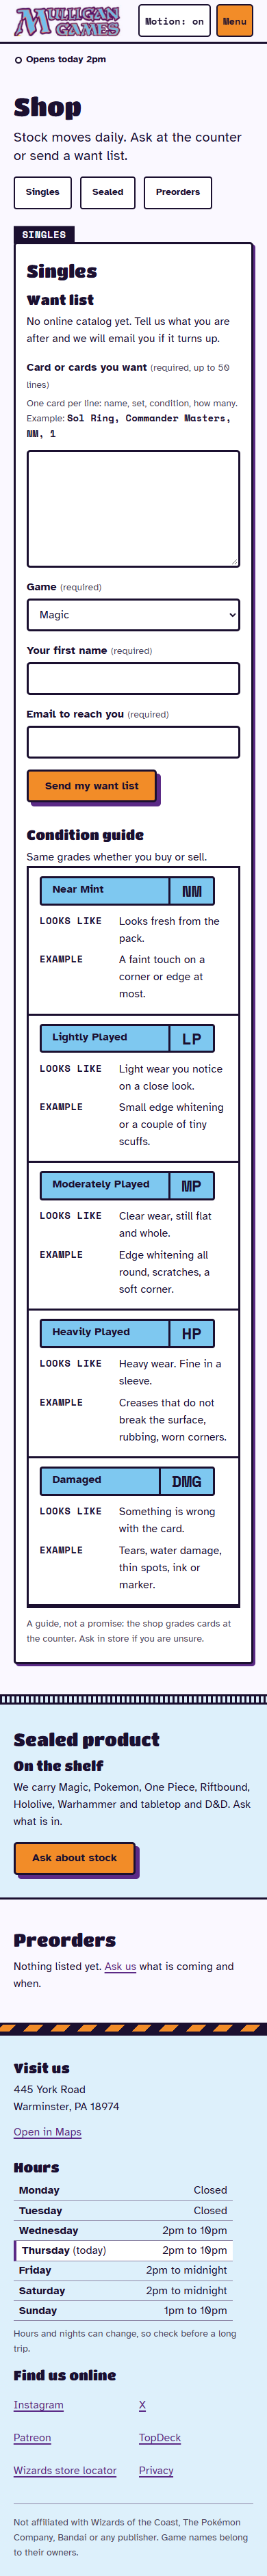 MULLIGAN GAMES
Motion: on
Menu
Opens today 2pm
Shop
Stock moves daily. Ask at the counter
or send a want list.
Singles
Sealed
Preorders
SINGLES
Singles
Want list
No online catalog yet. Tell us what you are
after and we will email you if it turns up.
Card or cards you want (required, up to 50
lines)
One card per line: name, set, condition, how many.
Example: Sol Ring, Commander Masters,
NM, 1
Game (required)
Magic
Your first name (required)
Email to reach you (required)
Send my want list
Condition guide
Same grades whether you buy or sell.
Near Mint NM
LOOKS LIKE Looks fresh from the
pack.
EXAMPLE A faint touch on a
corner or edge at
most.
Lightly Played LP
LOOKS LIKE Light wear you notice
on a close look.
EXAMPLE Small edge whitening
or a couple of tiny
scuffs.
Moderately Played MP
LOOKS LIKE Clear wear, still flat
and whole.
EXAMPLE Edge whitening all
round, scratches, a
soft corner.
Heavily Played HP
LOOKS LIKE Heavy wear. Fine in a
sleeve.
EXAMPLE Creases that do not
break the surface,
rubbing, worn corners.
Damaged DMG
LOOKS LIKE Something is wrong
with the card.
EXAMPLE Tears, water damage,
thin spots, ink or
marker.
A guide, not a promise: the shop grades cards at
the counter. Ask in store if you are unsure.
Sealed product
On the shelf
We carry Magic, Pokemon, One Piece, Riftbound,
Hololive, Warhammer and tabletop and D&D. Ask
what is in.
Ask about stock
Preorders
Nothing listed yet. Ask us what is coming and
when.
Visit us
445 York Road
Warminster, PA 18974
Open in Maps
Hours
Monday Closed
Tuesday Closed
Wednesday 2pm to 10pm
Thursday (today) 2pm to 10pm
Friday 2pm to midnight
Saturday 2pm to midnight
Sunday 1pm to 10pm
Hours and nights can change, so check before a long
trip.
Find us online
Instagram X
Patreon TopDeck
Wizards store locator Privacy
Not affiliated with Wizards of the Coast, The Pokémon
Company, Bandai or any publisher. Game names belong
to their owners.